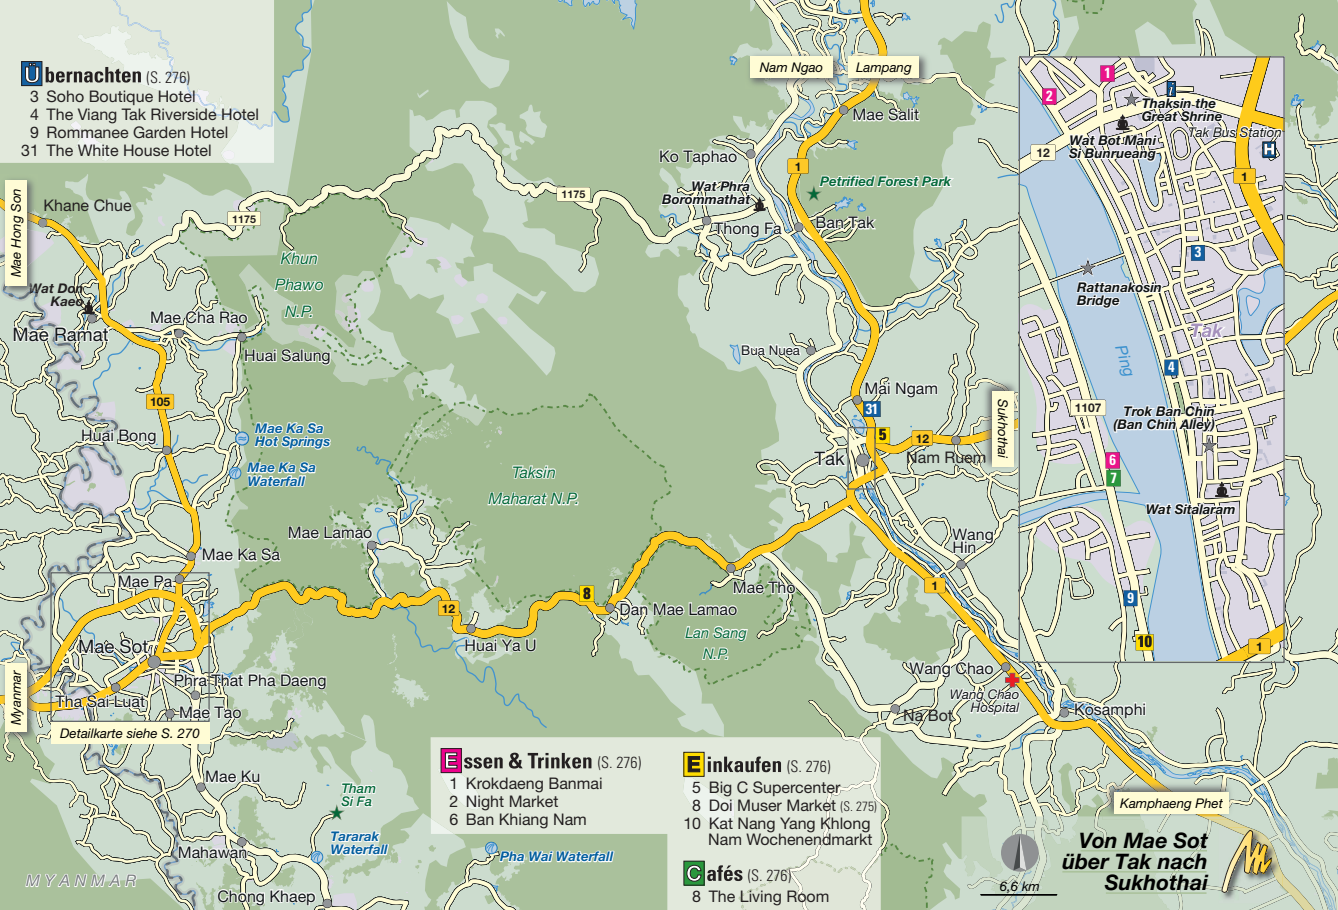 Übernachten (S. 276)
3 Soho Boutique Hotel
4 The Viang Tak Riverside Hotel
9 Rommanee Garden Hotel
31 The White House Hotel
Nam Ngao
Lampang
Mae Salit
Ko Taphao
1
Petrified Forest Park
Wat Phra
Borommathat
Thong Fa
Ban Tak
1175
1175
Mae Hong Son
Khane Chue
Khun
Phawo
N.P.
Wat Don
Kaeo
Mae Ramat
Mae Cha Rao
Huai Salung
105
Huai Bong
Mae Ka Sa
Hot Springs
Mae Ka Sa
Waterfall
Taksin
Maharat N.P.
Bua Nuea
Mai Ngam
31
5
12
Tak
Nam Ruem
Sukhothai
Mae Lamao
Mae Ka Sa
Mae Pa
Wang
Hin
Mae Tho
8
12
Dan Mae Lamao
1
Huai Ya U
Lan Sang
N.P.
Mae Sot
Myanmar
Phra That Pha Daeng
Tha Sai Luat
Mae Tao
Detailkarte siehe S. 270
Wang Chao
Wang Chao
Hospital
Na Bot
Kosamphi
Mae Ku
Tham
Si Fa
Tararak
Waterfall
Mahawan
Pha Wai Waterfall
MYANMAR
Chong Khaep
Kamphaeng Phet
Essen & Trinken (S. 276)
1 Krokdaeng Banmai
2 Night Market
6 Ban Khiang Nam
Einkaufen (S. 276)
5 Big C Supercenter
8 Doi Muser Market (S. 275)
10 Kat Nang Yang Khlong
Nam Wochenendmarkt
Cafés (S. 276)
8 The Living Room
6,6 km
Von Mae Sot
über Tak nach
Sukhothai
1
2
i
Thaksin the
Great Shrine
Tak Bus Station
H
Wat Bot Mani
Si Bunrueang
12
1
3
Rattanakosin
Bridge
Tak
Ping
4
1107
Trok Ban Chin
(Ban Chin Alley)
6
7
Wat Sitalaram
9
10
1